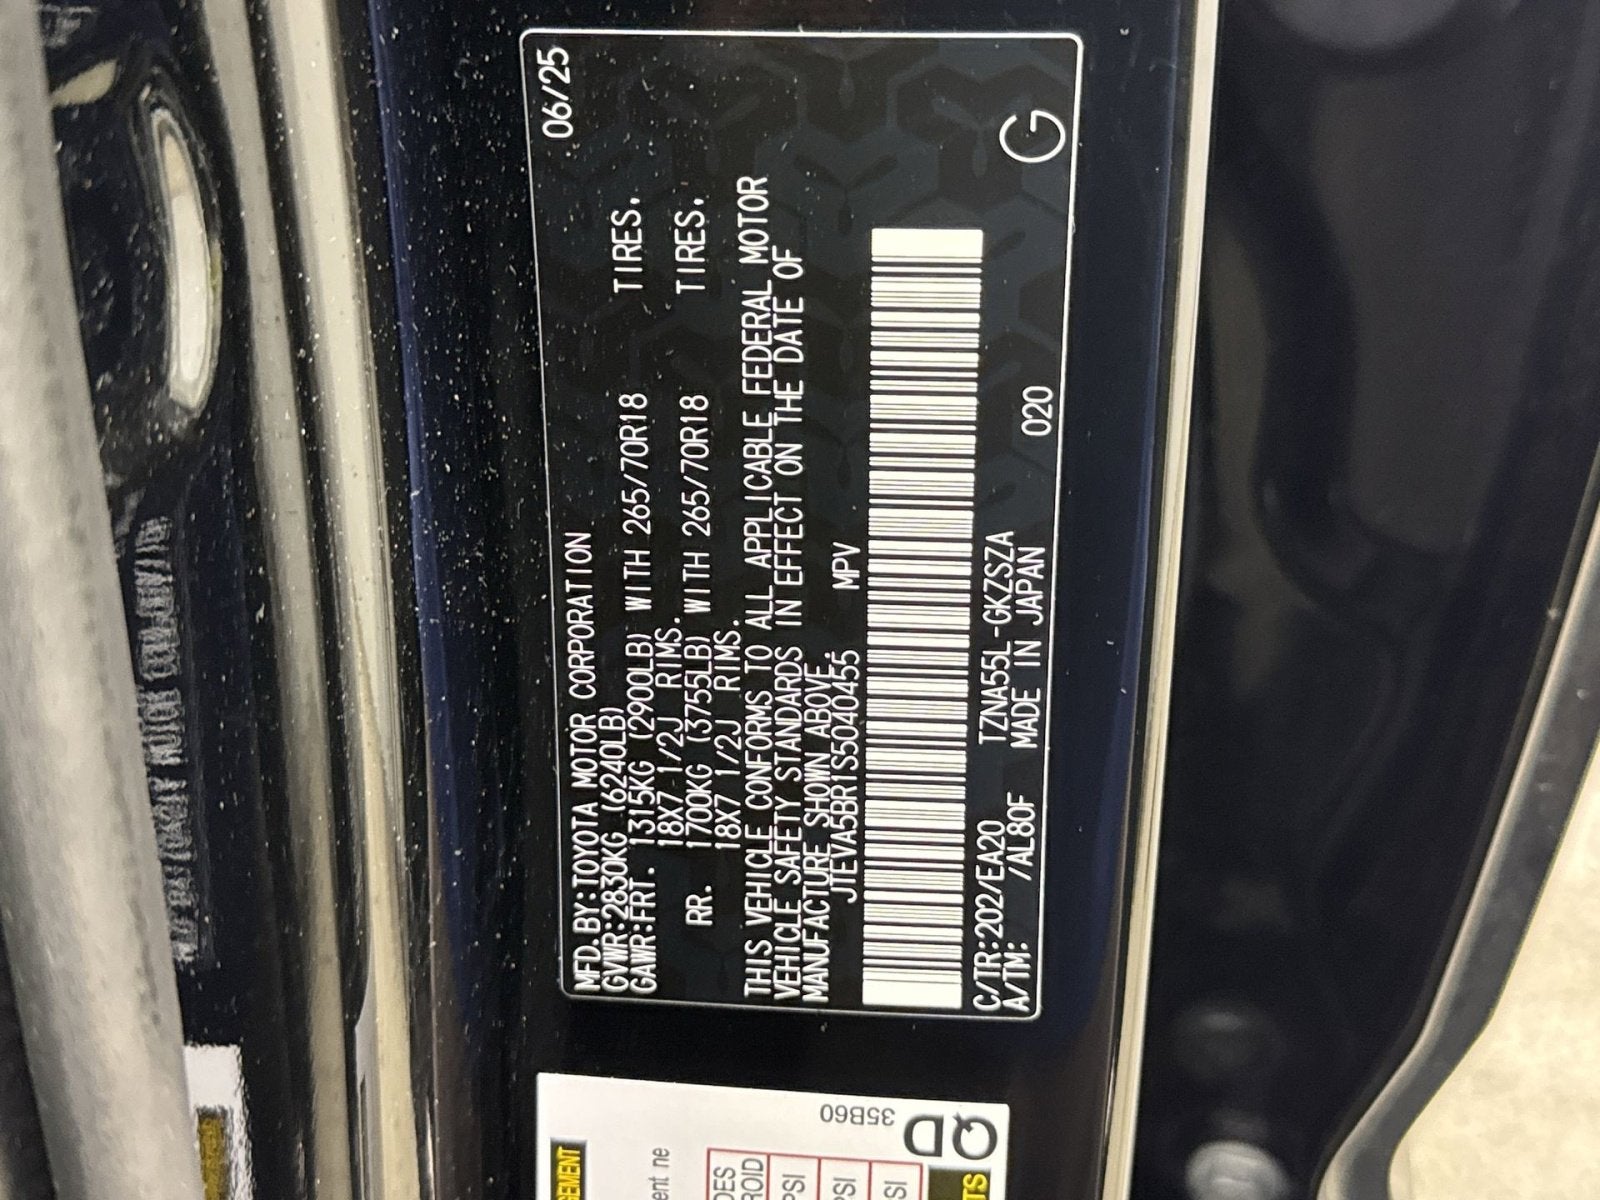 06/25
MFD.BY:TOYOTA MOTOR CORPORATION
GVWR:2830KG (6240LB)
GAWR:FRT. 1315KG (2900LB) WITH 265/70R18 TIRES.
18X7-1/2J RIMS.
RR. 1700KG (3755LB) WITH 265/70R18 TIRES.
18X7 1/2J RIMS.
THIS VEHICLE CONFORMS TO ALL APPLICABLE FEDERAL MOTOR
VEHICLE SAFETY STANDARDS IN EFFECT ON THE DATE OF
MANUFACTURE SHOWN ABOVE.
JTEVA5BR1S5040455 MPV
C/TR:202/EA20 TZNA55L-GKZSZA
A/TM: /AL80F MADE IN JAPAN 020
G
35B60
QD